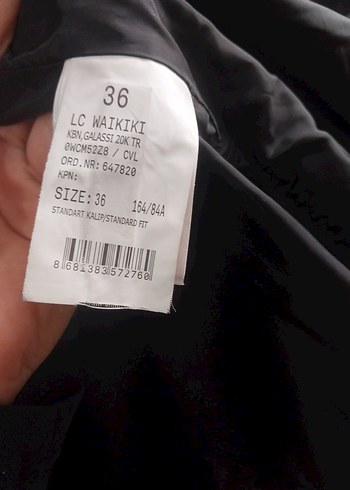 36
LC WAIKIKI
KBN,GALASSI 20K TR
0WCM52Z8 / CVL
ORD.NR: 647820
KPN:
SIZE: 36 164/84A
STANDART KALIP/STANDARD FIT
8 681383 572760